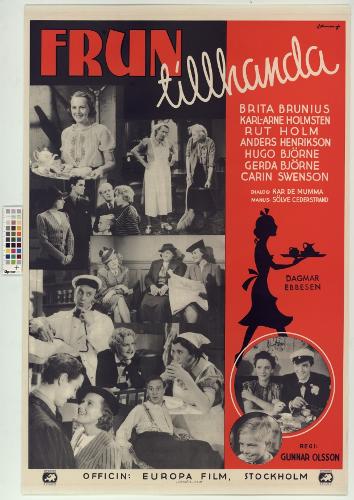 FRUN
tillhanda
BRITA BRUNIUS
KARL-ARNE HOLMSTEN
RUT HOLM
ANDERS HENRIKSON
HUGO BJÖRNE
GERDA BJÖRNE
CARIN SWENSON
DIALOG: KAR DE MUMMA
MANUS: SÖLVE CEDERSTRAND
DAGMAR
EBBESEN
REGI:
GUNNAR OLSSON
OFFICIN: EUROPA FILM, STOCKHOLM